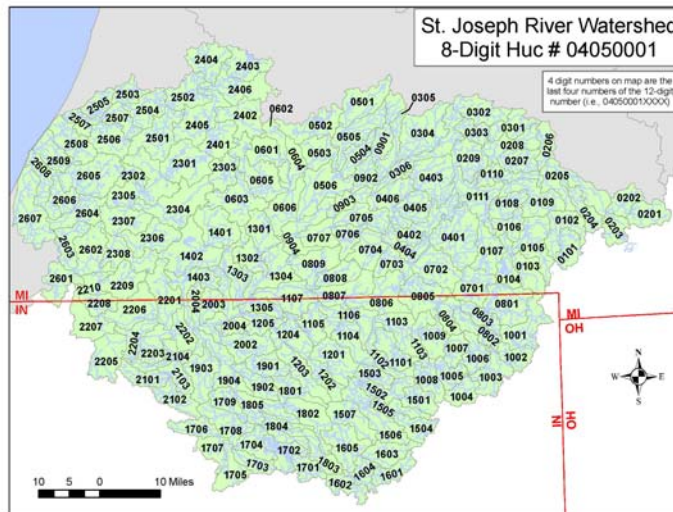 St. Joseph River Watershed
8-Digit Huc # 04050001
4 digit numbers on map are the
last four numbers of the 12-digit
number (i.e., 04050001XXXX)
2404 2403
2503 2502 2406 0602 0501 0305
2505 2504 2402 0502 0302
2507 2507 2405 0505 0901 0304 0303 0301
2508 2506 2501 2401 0601 0604 0503 0504 0208 0206
2608 2509 2301 2303 0306 0209 0207
2605 2302 0605 0506 0902 0403 0110 0205
2606 2305 0603 0903 0406 0111 0108 0109 0202
2607 2604 2307 2304 0606 0705 0405 0102 0204 0203 0201
2603 2306 1401 1301 0904 0707 0706 0402 0401 0106
2602 2308 1402 1302 0809 0704 0404 0107 0105 0101
2601 1403 1303 1304 0808 0703 0702 0103
2210 2209 0104
MI 2208 2201 2004 2003 1107 0807 0806 0805 0701 0801
IN 2206 1305 1106 MI
2207 2202 2004 1205 1105 1103 0804 0803 OH
2204 2002 1204 1104 1009 0802 1001
2205 2203 2104 1201 1102 1103 1007 1006 1002
2103 1903 1901 1203 1202 1503 1101
2101 1904 1902 1801 1502 1008 1005 1003
2102 1709 1805 1802 1507 1505 1501 1004
1706 1708 1804 1506 1504 IN OH
1707 1704 1702 1605 1603
1705 1703 1701 1803 1602 1604 1601
N
W E
S
10 5 0 10 Miles